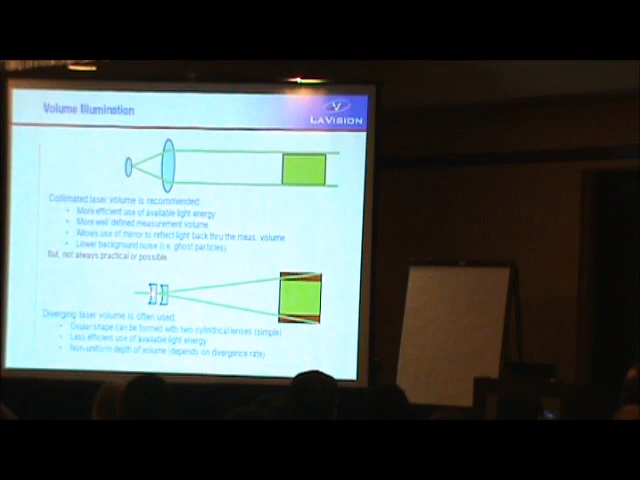 Volume Illumination
LAVISION
Collimated laser volume is recommended:
• More efficient use of available light energy
• More well defined measurement volume
• Allows use of mirror to reflect light back thru the meas. volume
• Lower background noise (i.e. ghost particles)
But, not always practical or possible.
Diverging laser volume is often used:
• Ovular shape can be formed with two cylindrical lenses (simple)
• Less efficient use of available light energy
• Non-uniform depth of volume (depends on divergence rate)